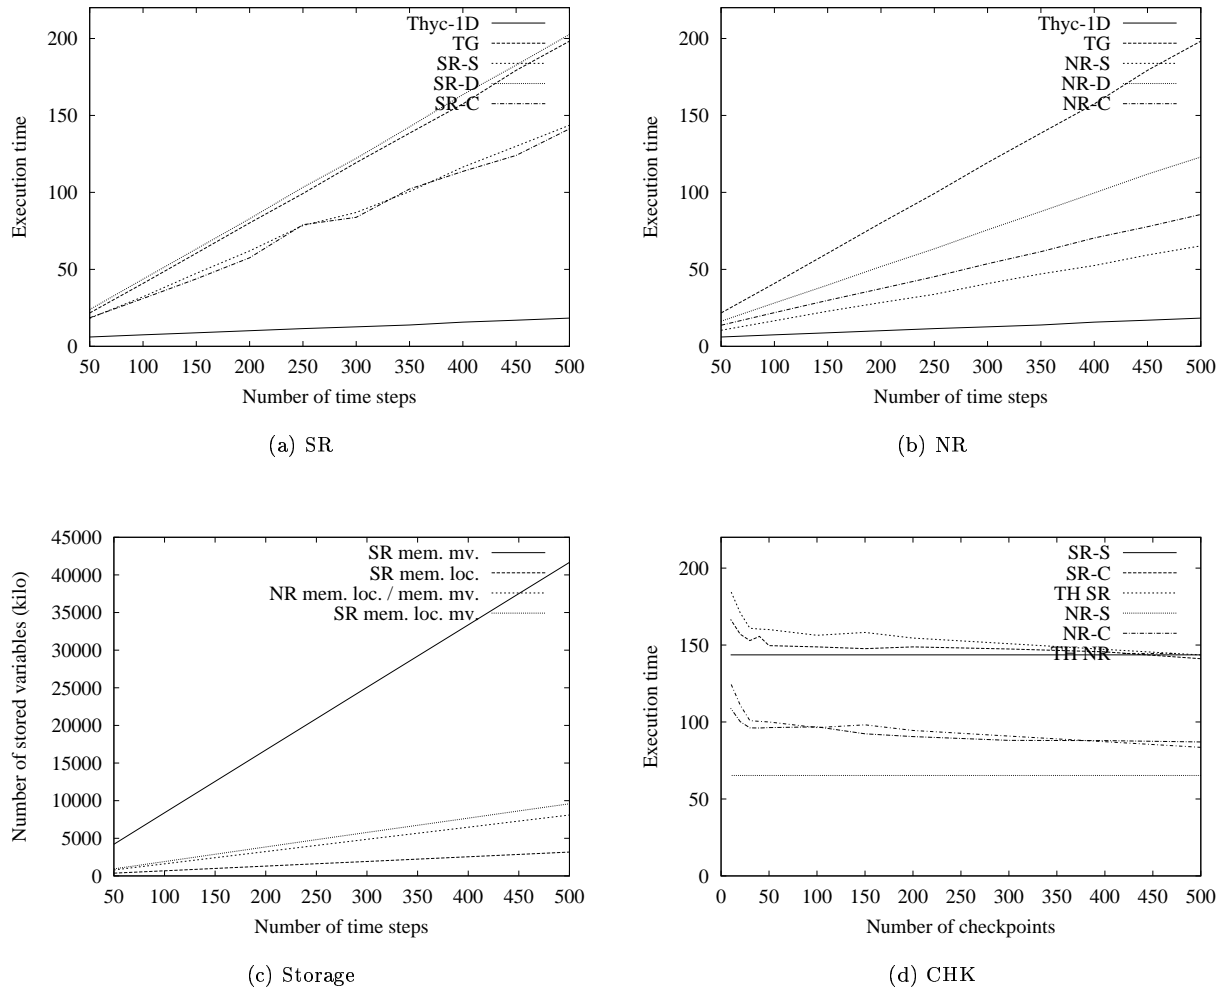 Thyc-1D
TG
SR-S
SR-D
SR-C
200
150
100
50
0
Execution time
50 100 150 200 250 300 350 400 450 500
Number of time steps
(a) SR
Thyc-1D
TG
NR-S
NR-D
NR-C
200
150
100
50
0
Execution time
50 100 150 200 250 300 350 400 450 500
Number of time steps
(b) NR
SR mem. mv.
SR mem. loc.
NR mem. loc. / mem. mv.
SR mem. loc. mv.
45000
40000
35000
30000
25000
20000
15000
10000
5000
0
Number of stored variables (kilo)
50 100 150 200 250 300 350 400 450 500
Number of time steps
(c) Storage
SR-S
SR-C
TH SR
NR-S
NR-C
TH NR
200
150
100
50
0
Execution time
0 50 100 150 200 250 300 350 400 450 500
Number of checkpoints
(d) CHK